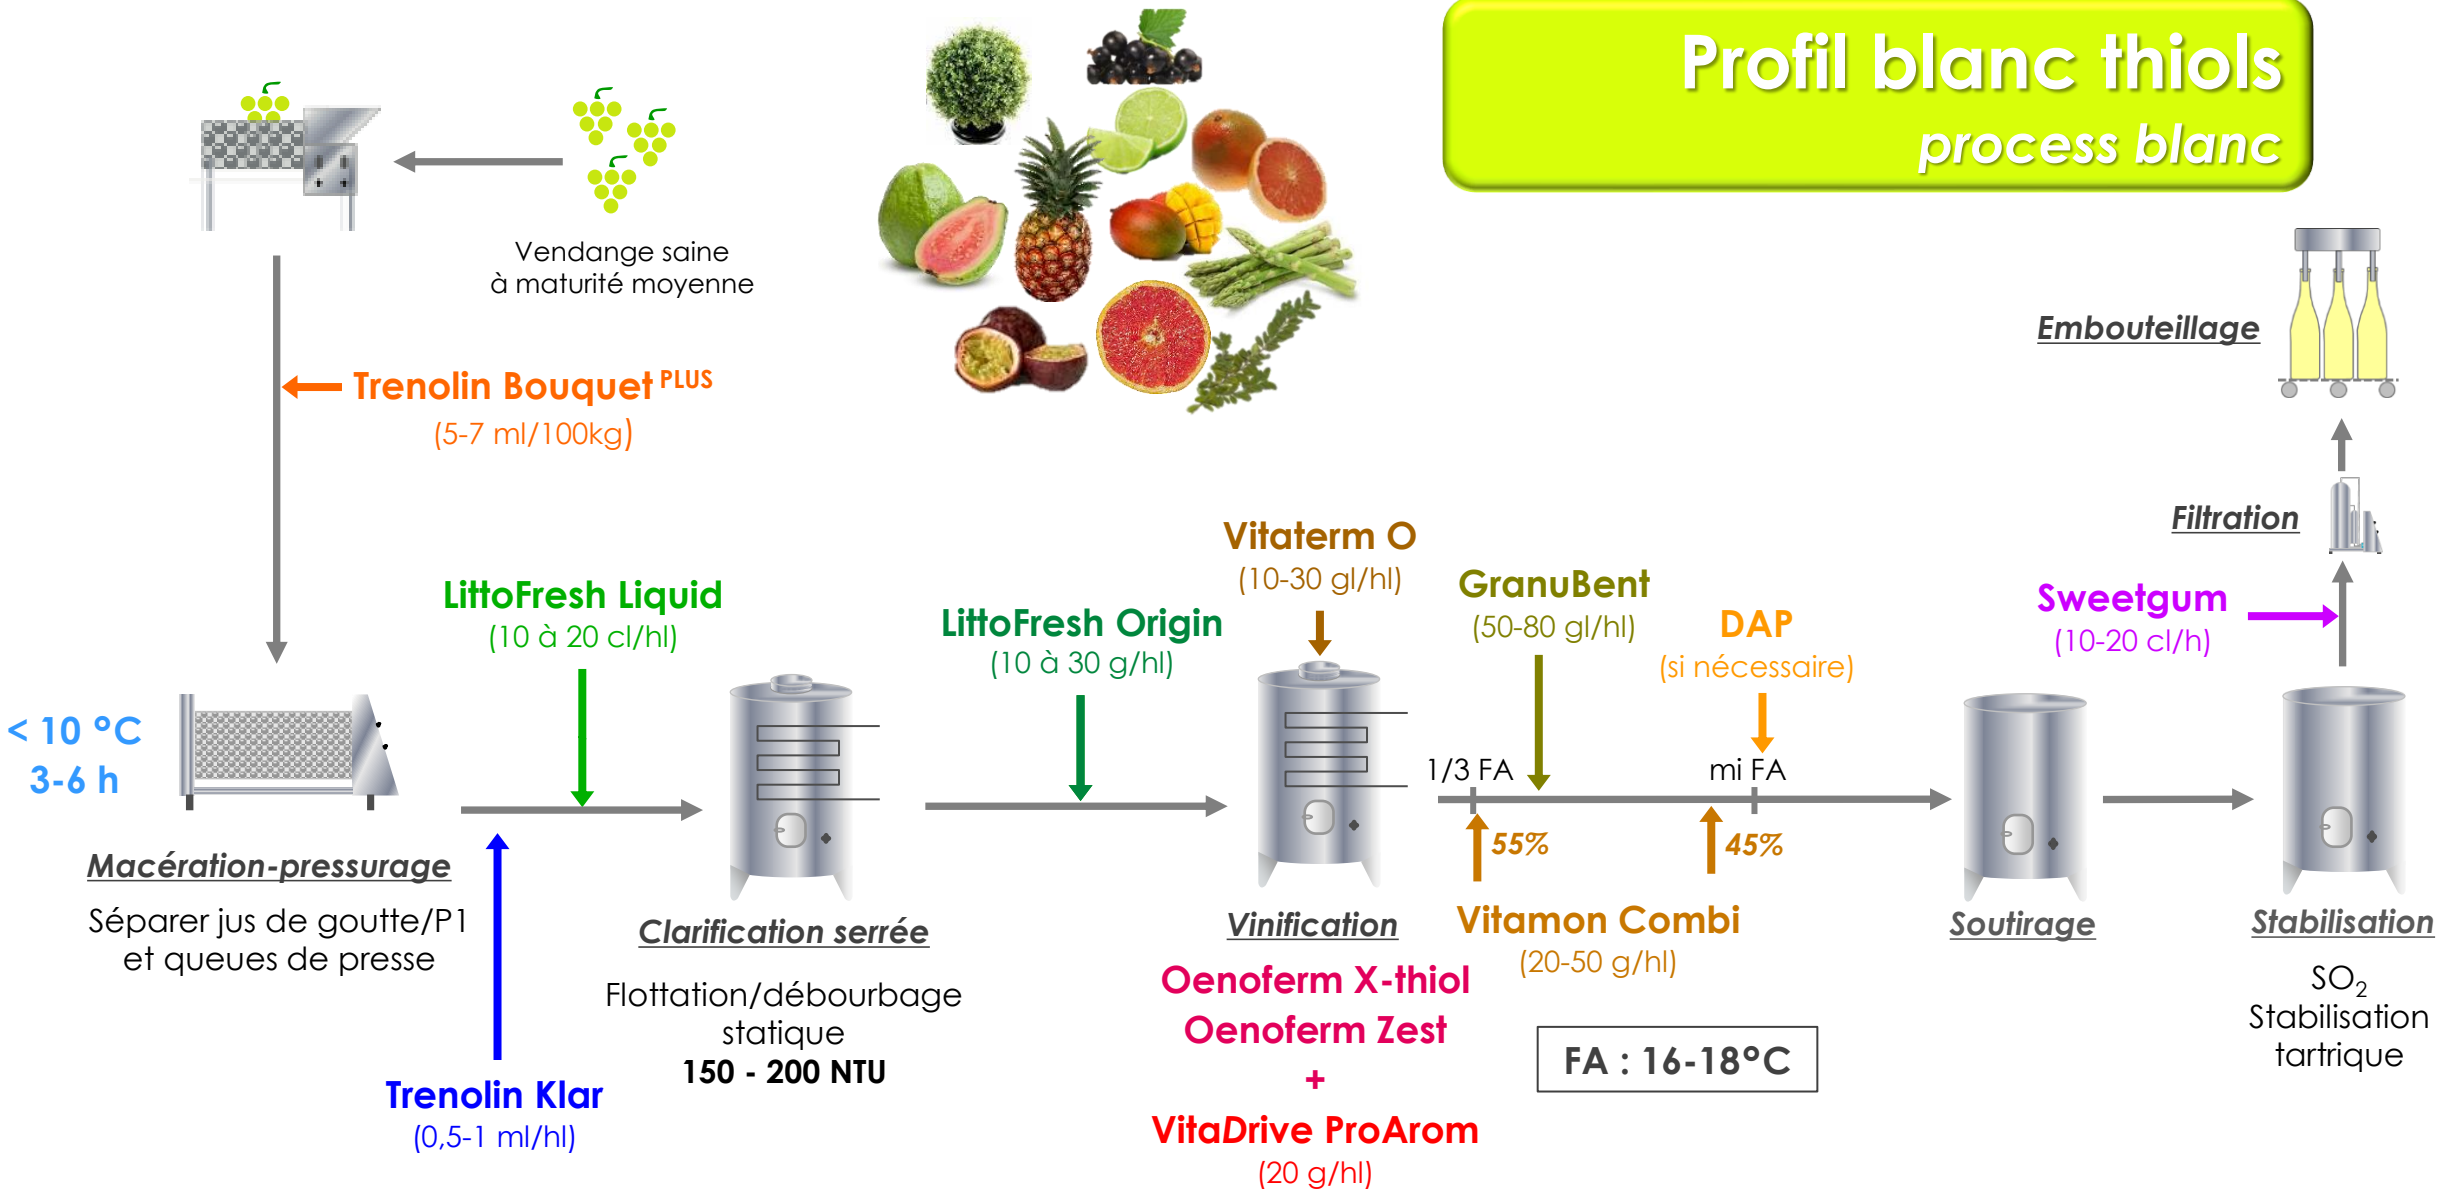 Profil blanc thiols
process blanc
Vendange saine
à maturité moyenne
Trenolin Bouquet PLUS
(5-7 ml/100kg)
< 10 °C
3-6 h
Macération-pressurage
Séparer jus de goutte/P1
et queues de presse
LittoFresh Liquid
(10 à 20 cl/hl)
Trenolin Klar
(0,5-1 ml/hl)
Clarification serrée
Flottation/débourbage
statique
150 - 200 NTU
LittoFresh Origin
(10 à 30 g/hl)
Vitaterm O
(10-30 gl/hl)
Vinification
Oenoferm X-thiol
Oenoferm Zest
+
VitaDrive ProArom
(20 g/hl)
GranuBent
(50-80 gl/hl)
DAP
(si nécessaire)
1/3 FA
mi FA
55%
45%
Vitamon Combi
(20-50 g/hl)
FA : 16-18°C
Soutirage
Stabilisation
SO2
Stabilisation
tartrique
Sweetgum
(10-20 cl/h)
Filtration
Embouteillage